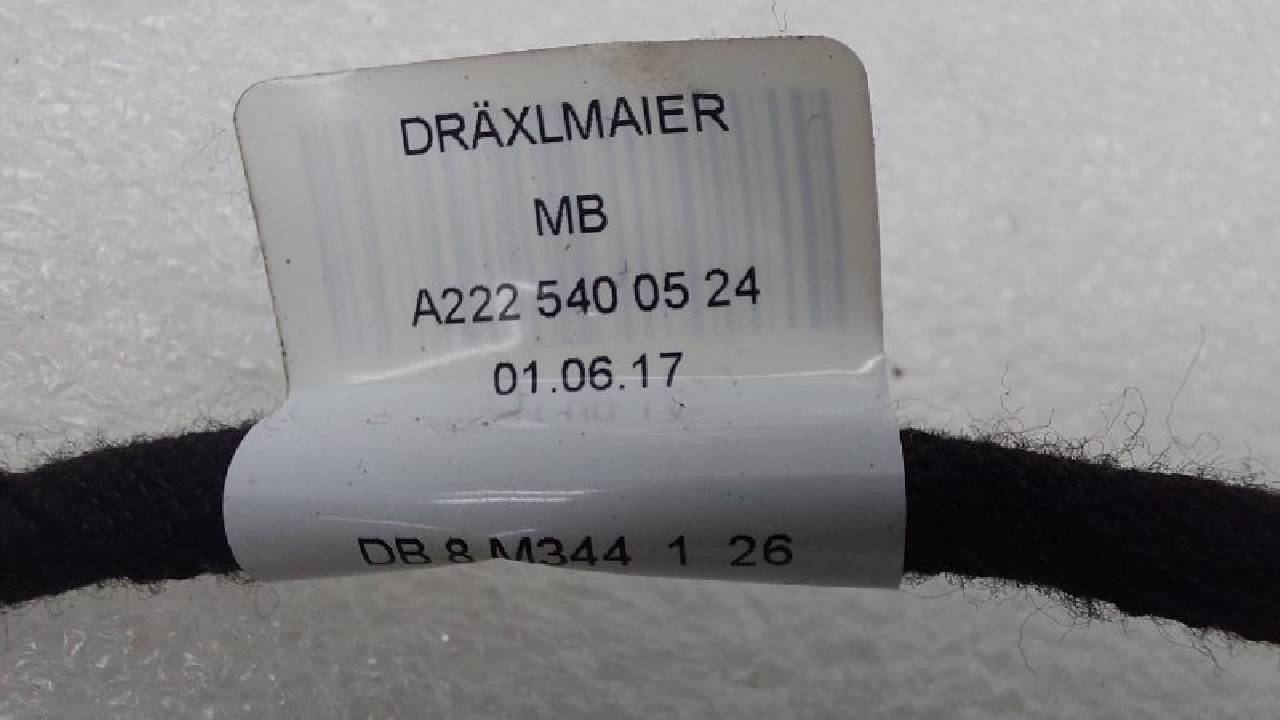 DRÄXLMAIER
MB
A222 540 05 24
01.06.17
DB 8 M344 1 26